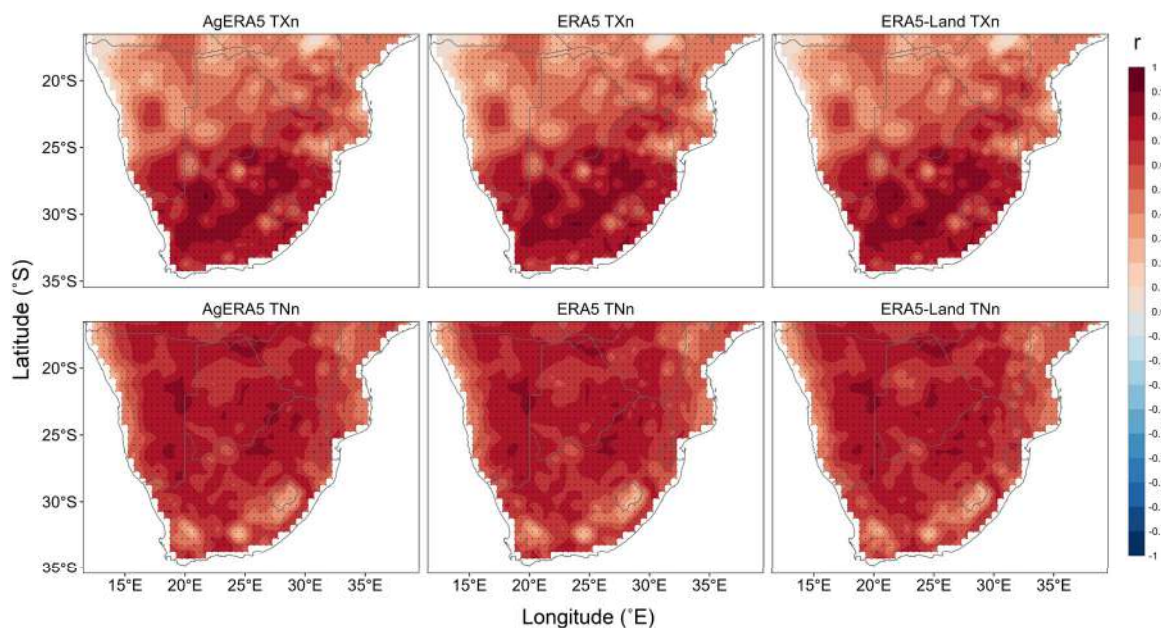 AgERA5 TXn
ERA5 TXn
ERA5-Land TXn
r
1
20°S
25°S
30°S
35°S
AgERA5 TNn
ERA5 TNn
ERA5-Land TNn
Latitude (°S)
20°S
25°S
30°S
35°S
-1
15°E
20°E
25°E
30°E
35°E
15°E
20°E
25°E
30°E
35°E
15°E
20°E
25°E
30°E
35°E
Longitude (°E)